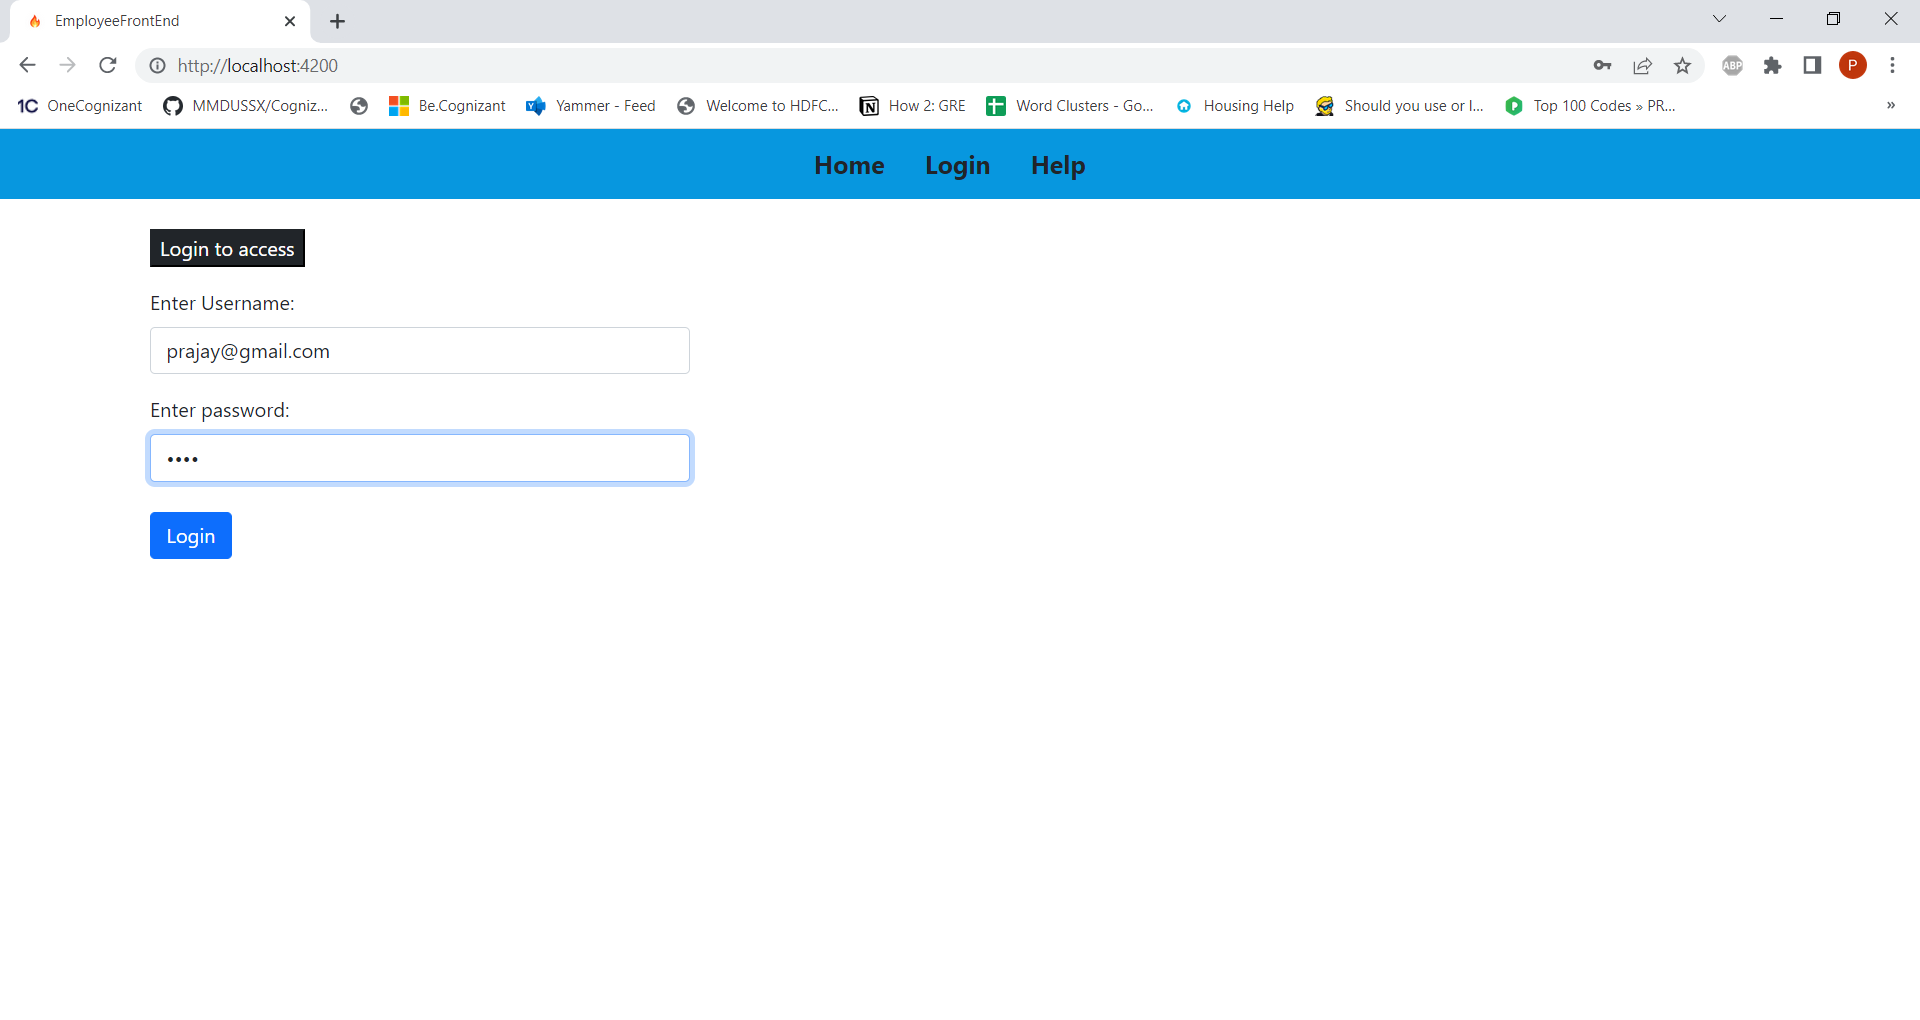 EmployeeFrontEnd
http://localhost:4200
ABP
P
1C OneCognizant
MMDUSSX/Cogniz...
Be.Cognizant
Yammer - Feed
Welcome to HDFC...
How 2: GRE
Word Clusters - Go...
Housing Help
Should you use or l...
Top 100 Codes » PR...
»
Home Login Help
Login to access
Enter Username:
prajay@gmail.com
Enter password:
••••
Login